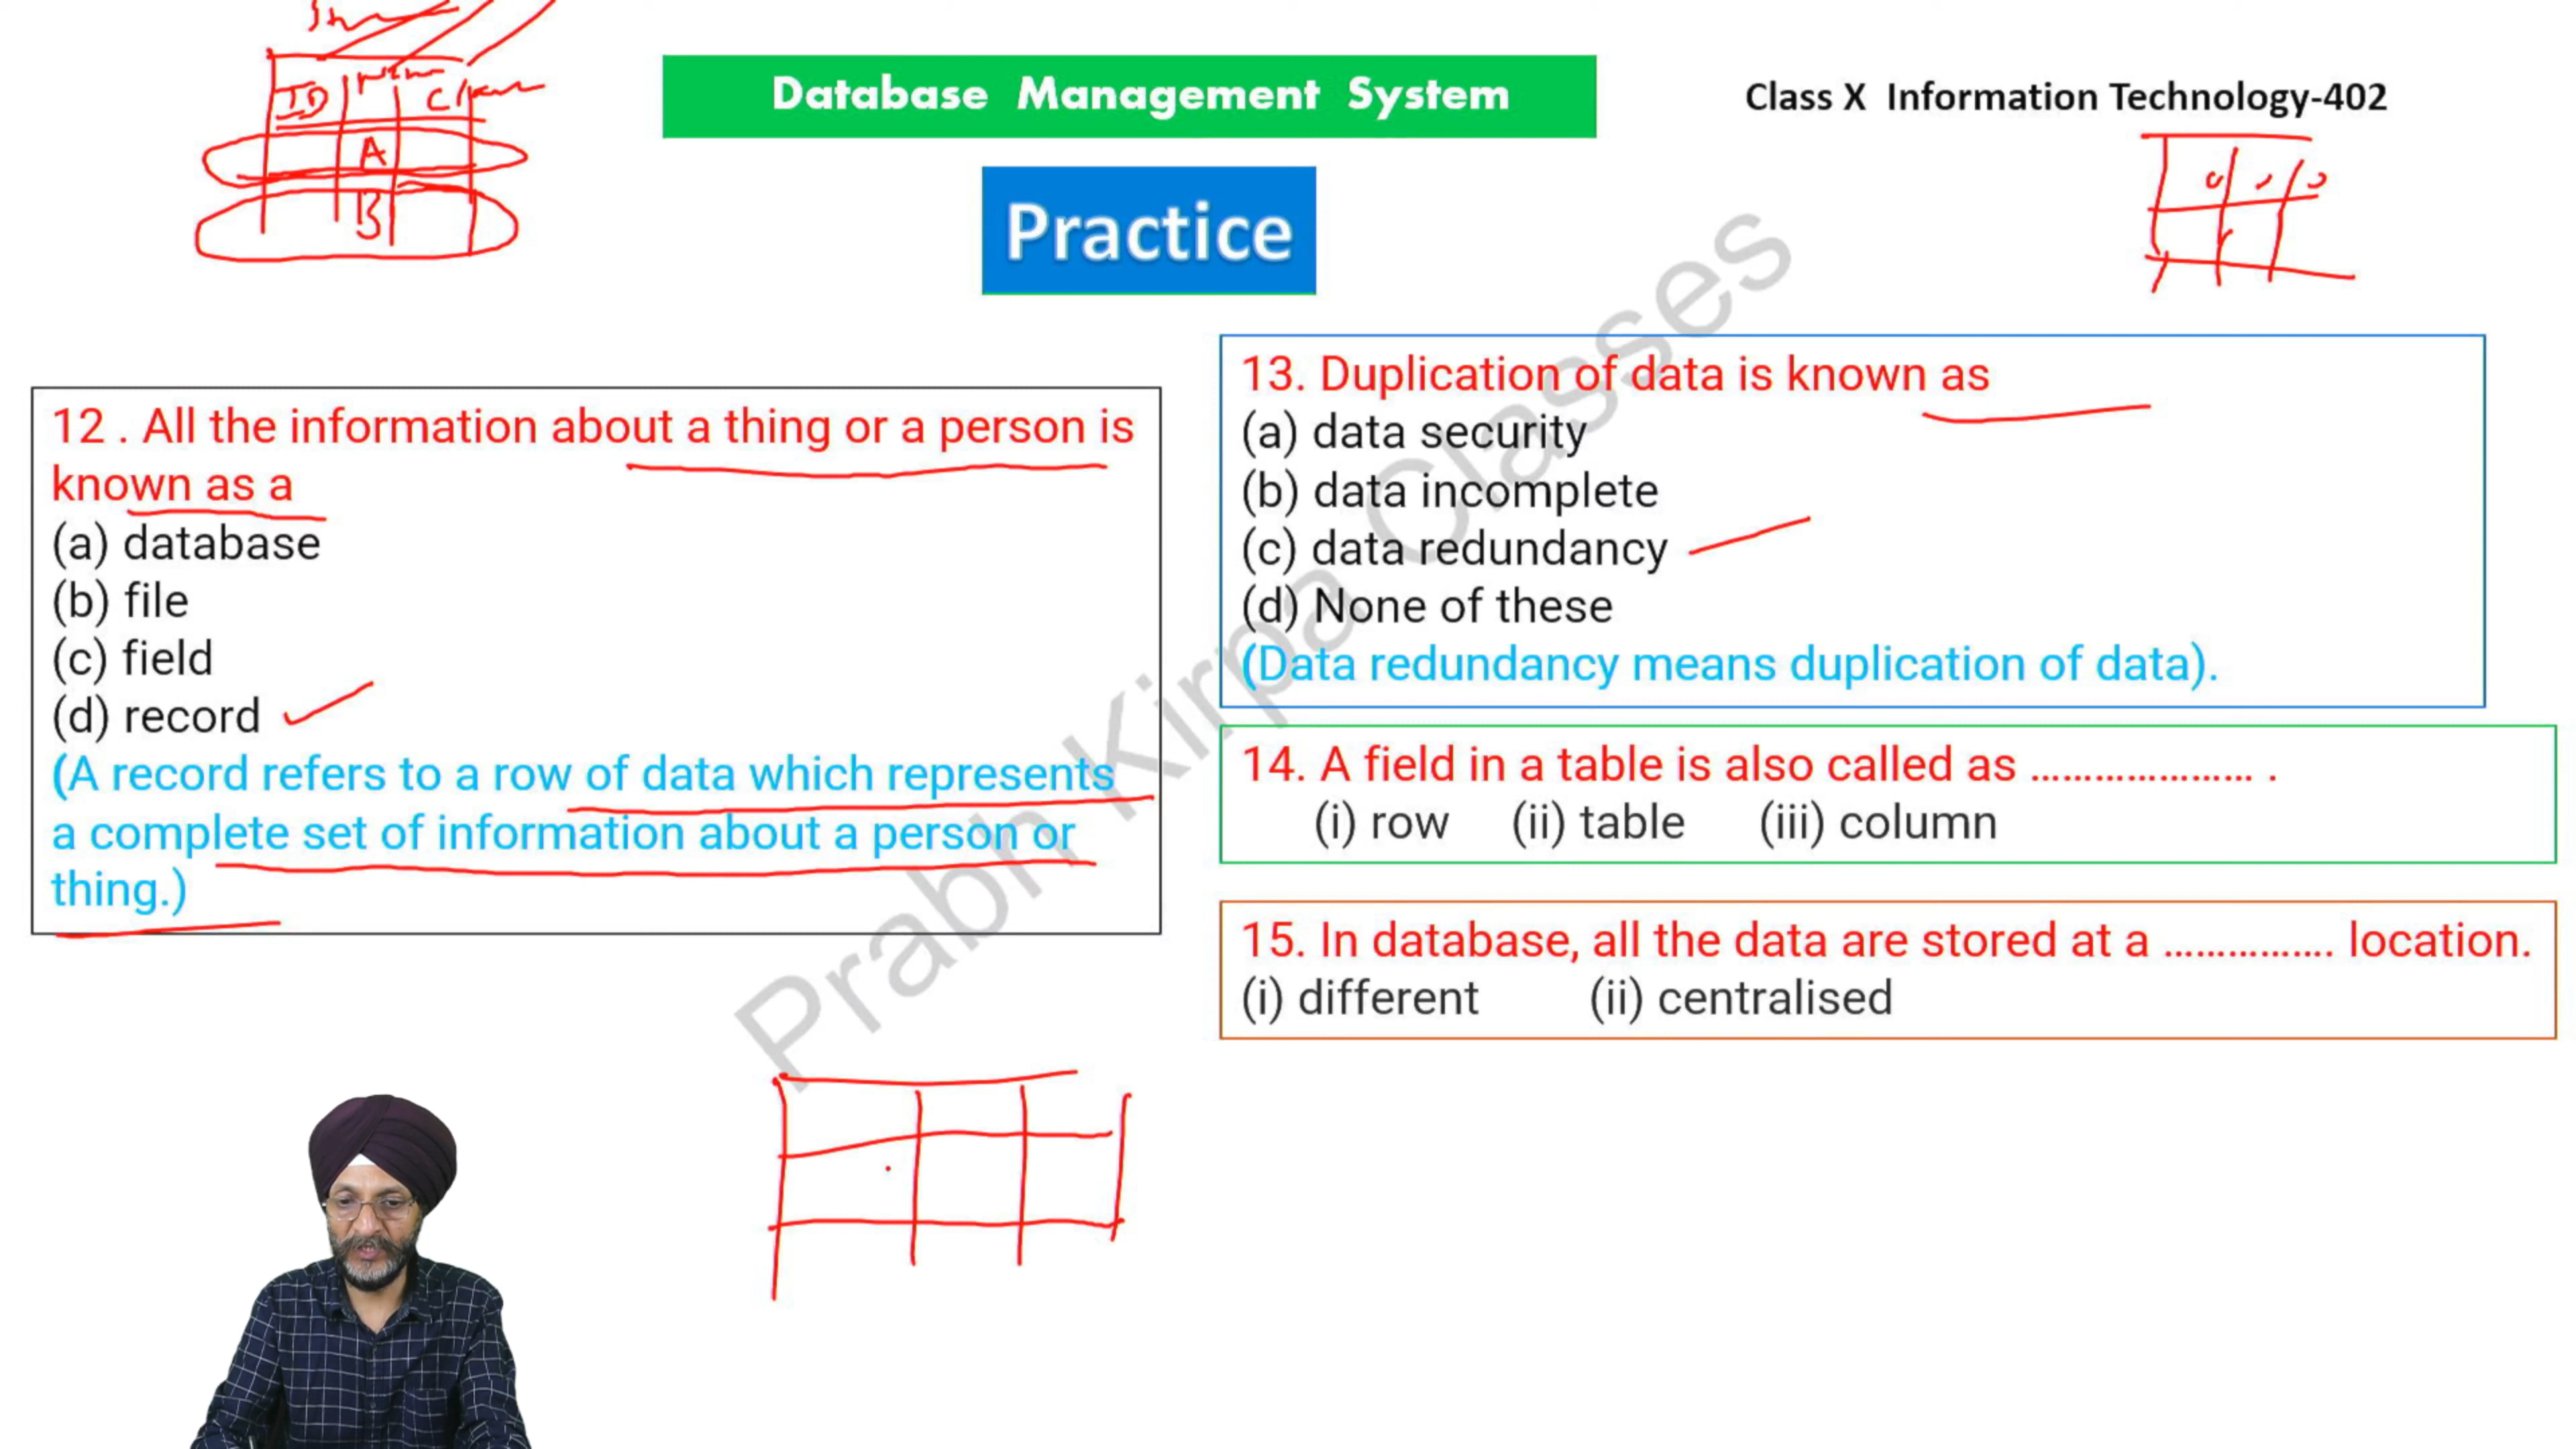 ID
A
B
Database Management System
Class X Information Technology-402
Practice
12 . All the information about a thing or a person is
known as a
(a) database
(b) file
(c) field
(d) record
(A record refers to a row of data which represents
a complete set of information about a person or
thing.)
13. Duplication of data is known as
(a) data security
(b) data incomplete
(c) data redundancy
(d) None of these
(Data redundancy means duplication of data).
14. A field in a table is also called as ..................... .
(i) row (ii) table (iii) column
15. In database, all the data are stored at a ................ location.
(i) different (ii) centralised
Prabh Kirpa Classes